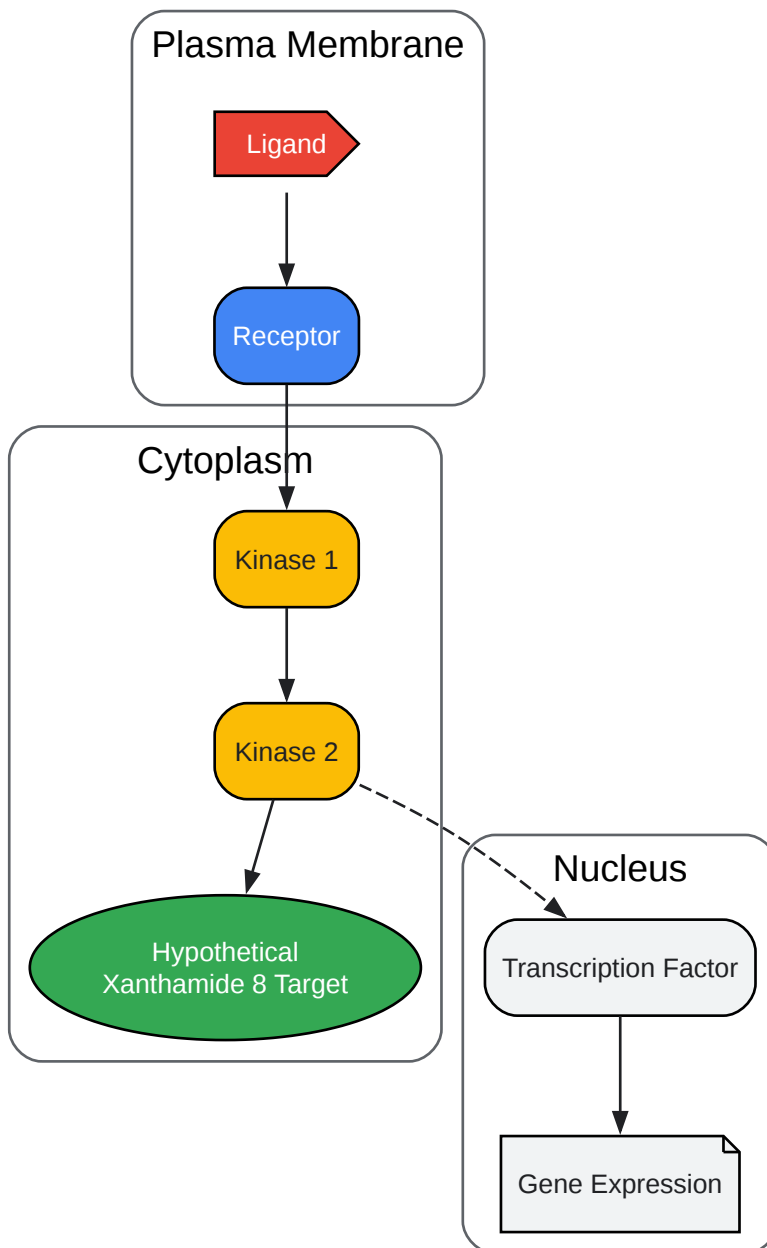 Plasma Membrane
Ligand
Receptor
Cytoplasm
Kinase 1
Kinase 2
Hypothetical
Xanthamide 8 Target
Nucleus
Transcription Factor
Gene Expression